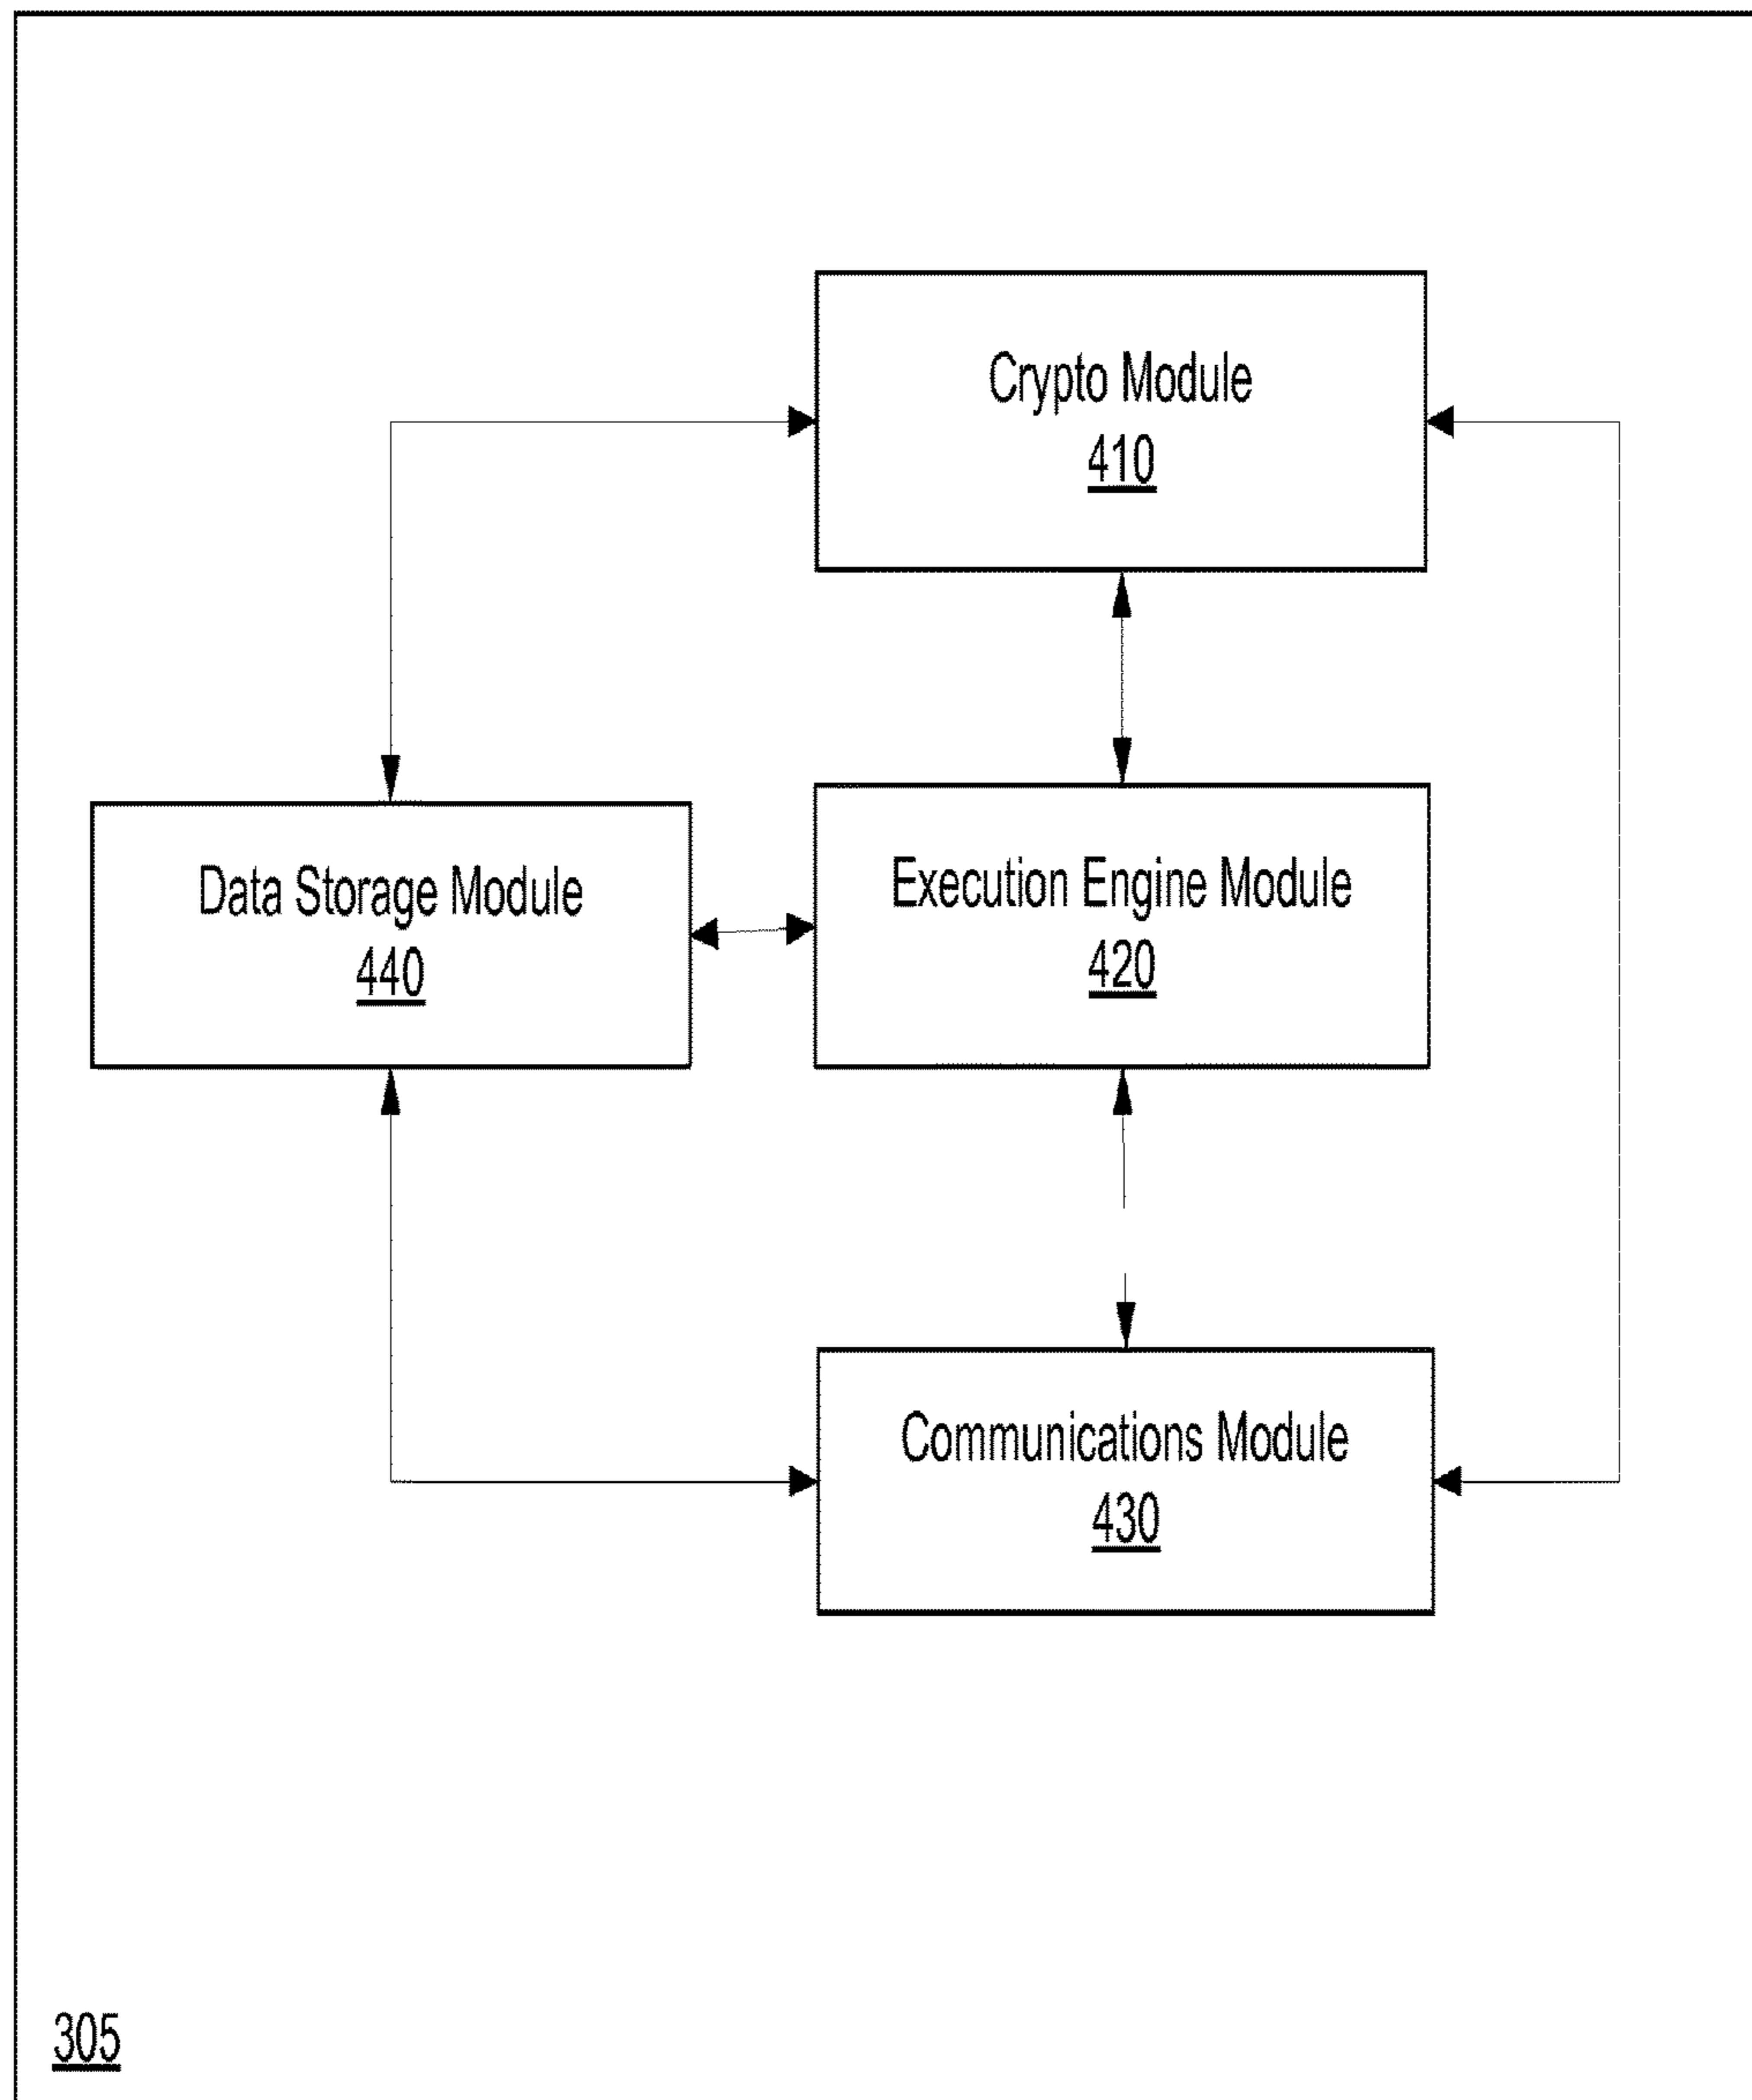 Crypto Module
410
Data Storage Module
440
Execution Engine Module
420
Communications Module
430
305